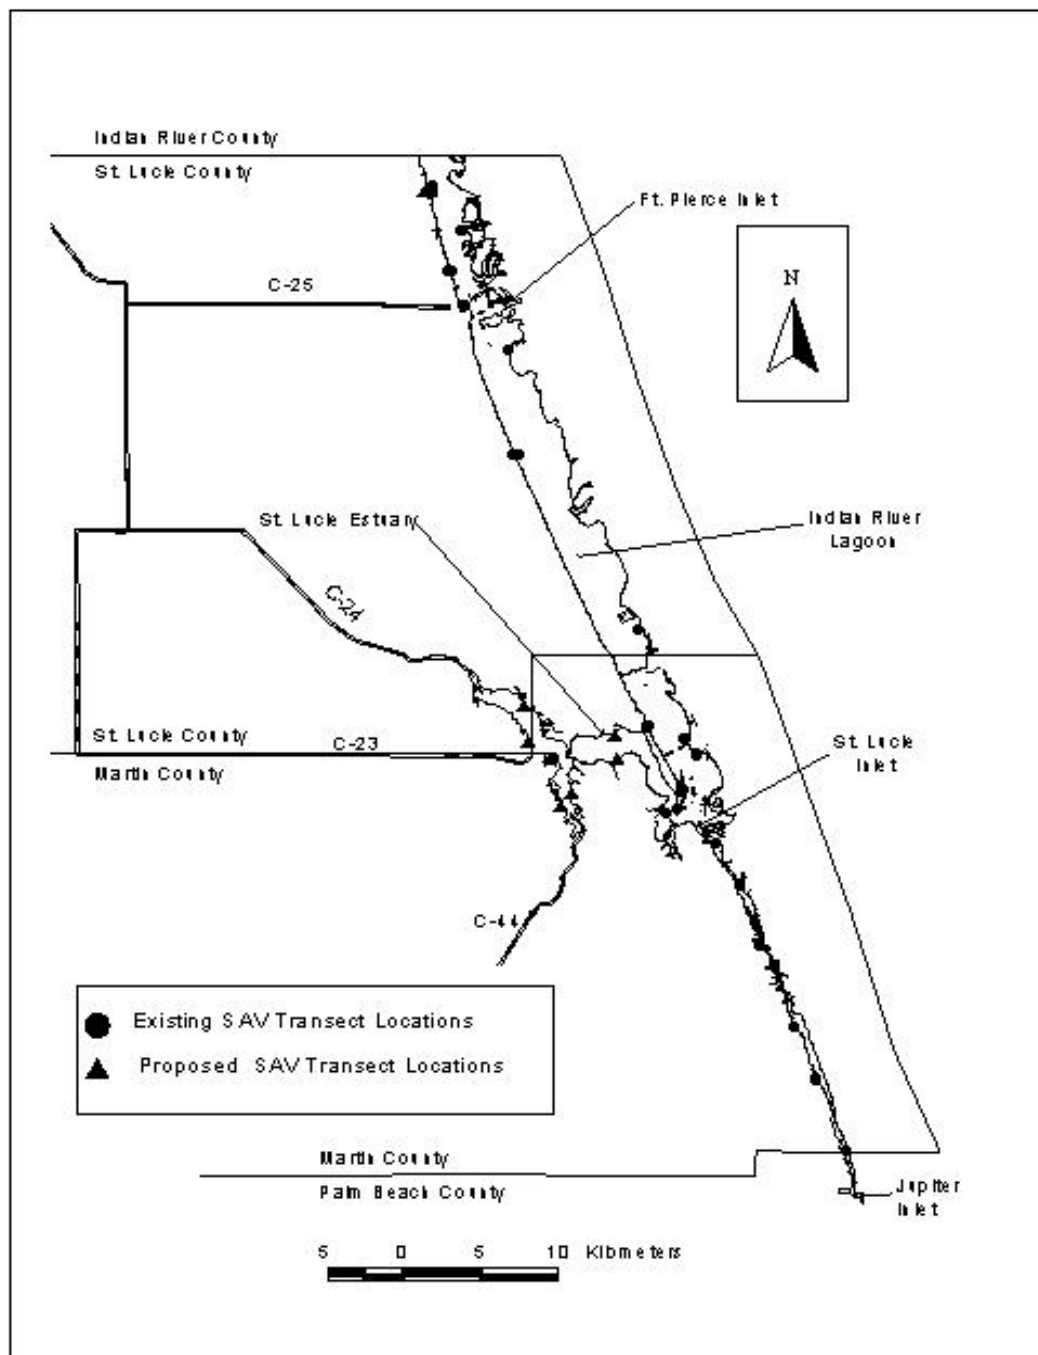 Indian River County
St. Lucie County
Ft. Pierce Inlet
N
C-25
St. Lucie Estuary
Indian River
Lagoon
C-24
St. Lucie County
C-23
Martin County
St. Lucie
Inlet
C-44
Existing SAV Transect Locations
Proposed SAV Transect Locations
Martin County
Palm Beach County
Jupiter
Inlet
5 0 5 10 Kilometers